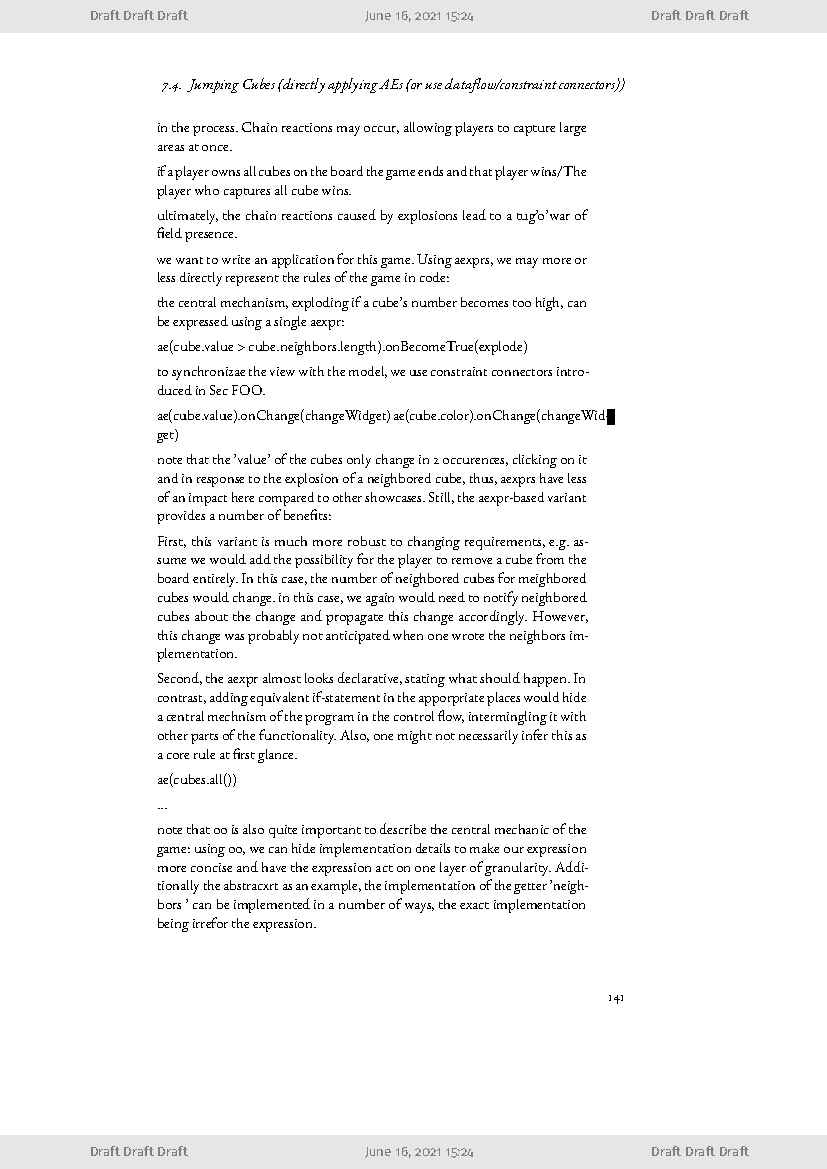 Draft Draft Draft June 16, 2021 15:24 Draft Draft Draft
7.4. Jumping Cubes (directly applying AEs (or use dataflow/constraint connectors))
in the process. Chain reactions may occur, allowing players to capture large
areas at once.
if a player owns all cubes on the board the game ends and that player wins/The
player who captures all cube wins.
ultimately, the chain reactions caused by explosions lead to a tug'o'war of
field presence.
we want to write an application for this game. Using aexprs, we may more or
less directly represent the rules of the game in code:
the central mechanism, exploding if a cube's number becomes too high, can
be expressed using a single aexpr:
ae(cube.value > cube.neighbors.length).onBecomeTrue(explode)
to synchronizae the view with the model, we use constraint connectors intro-
duced in Sec FOO.
ae(cube.value).onChange(changeWidget) ae(cube.color).onChange(changeWid-
get)
note that the 'value' of the cubes only change in 2 occurences, clicking on it
and in response to the explosion of a neighbored cube, thus, aexprs have less
of an impact here compared to other showcases. Still, the aexpr-based variant
provides a number of benefits:
First, this variant is much more robust to changing requirements, e.g. as-
sume we would add the possibility for the player to remove a cube from the
board entirely. In this case, the number of neighbored cubes for meighbored
cubes would change. in this case, we again would need to notify neighbored
cubes about the change and propagate this change accordingly. However,
this change was probably not anticipated when one wrote the neighbors im-
plementation.
Second, the aexpr almost looks declarative, stating what should happen. In
contrast, adding equivalent if-statement in the apporpriate places would hide
a central mechnism of the program in the control flow, intermingling it with
other parts of the functionality. Also, one might not necessarily infer this as
a core rule at first glance.
ae(cubes.all())
...
note that oo is also quite important to describe the central mechanic of the
game: using oo, we can hide implementation details to make our expression
more concise and have the expression act on one layer of granularity. Addi-
tionally the abstracxrt as an example, the implementation of the getter 'neigh-
bors ' can be implemented in a number of ways, the exact implementation
being irrefor the expression.
141
Draft Draft Draft June 16, 2021 15:24 Draft Draft Draft